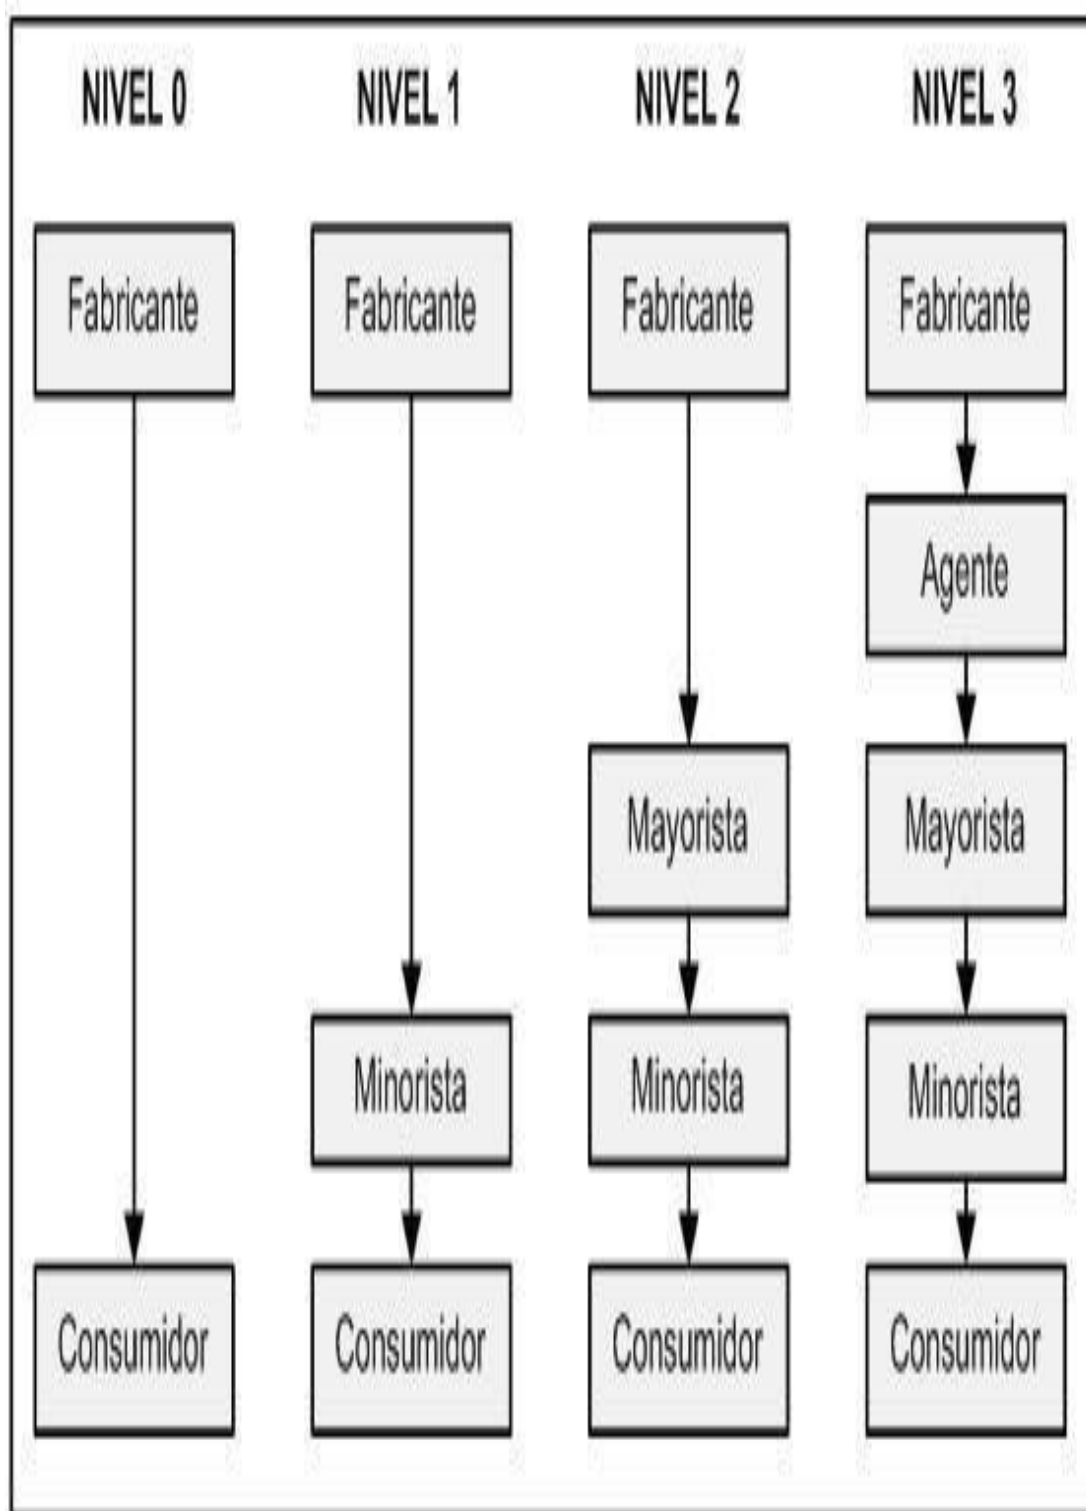 NIVEL 0
NIVEL 1
NIVEL 2
NIVEL 3
Fabricante
Fabricante
Fabricante
Fabricante
Agente
Mayorista
Mayorista
Minorista
Minorista
Minorista
Consumidor
Consumidor
Consumidor
Consumidor